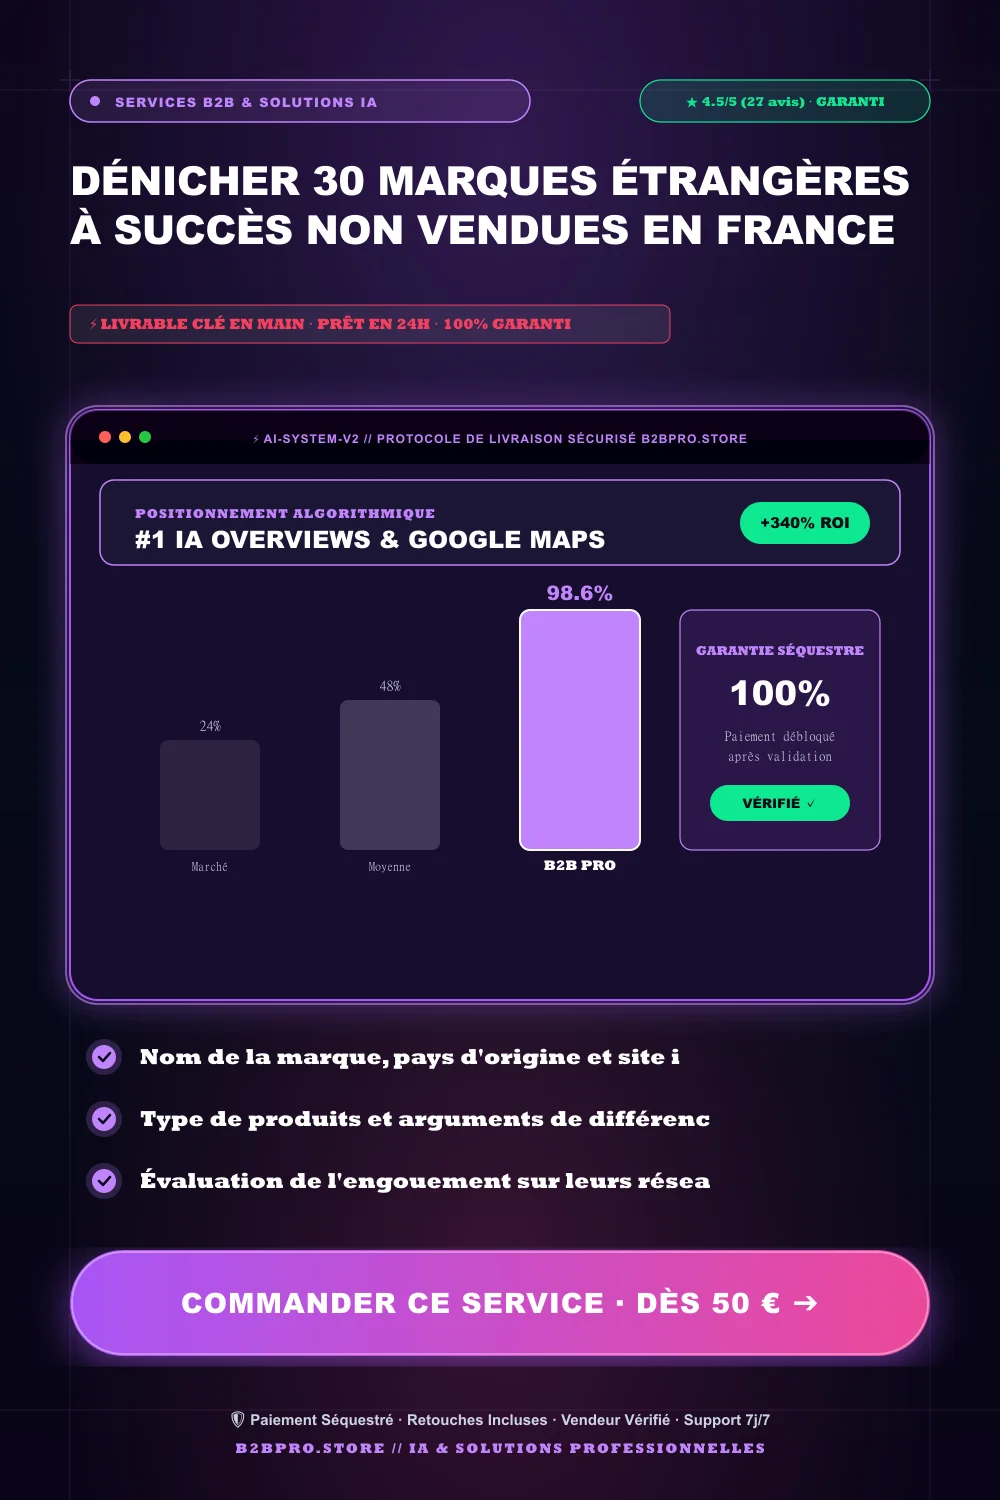 SERVICES B2B & SOLUTIONS IA
★ 4.5/5 (27 avis) · GARANTI
DÉNICHER 30 MARQUES ÉTRANGÈRES
À SUCCÈS NON VENDUES EN FRANCE
⚡ LIVRABLE CLÉ EN MAIN · PRÊT EN 24H · 100% GARANTI
⚡ AI-SYSTEM-V2 // PROTOCOLE DE LIVRAISON SÉCURISÉ B2BPRO.STORE
POSITIONNEMENT ALGORITHMIQUE
#1 IA OVERVIEWS & GOOGLE MAPS
+340% ROI
98.6%
48%
24%
GARANTIE SÉQUESTRE
100%
Paiement débloqué
après validation
VÉRIFIÉ ✓
Marché
Moyenne
B2B PRO
Nom de la marque, pays d'origine et site i
Type de produits et arguments de différenc
Évaluation de l'engouement sur leurs résea
COMMANDER CE SERVICE · DÈS 50 € ➔
🛡 Paiement Séquestré · Retouches Incluses · Vendeur Vérifié · Support 7j/7
B2BPRO.STORE // IA & SOLUTIONS PROFESSIONNELLES